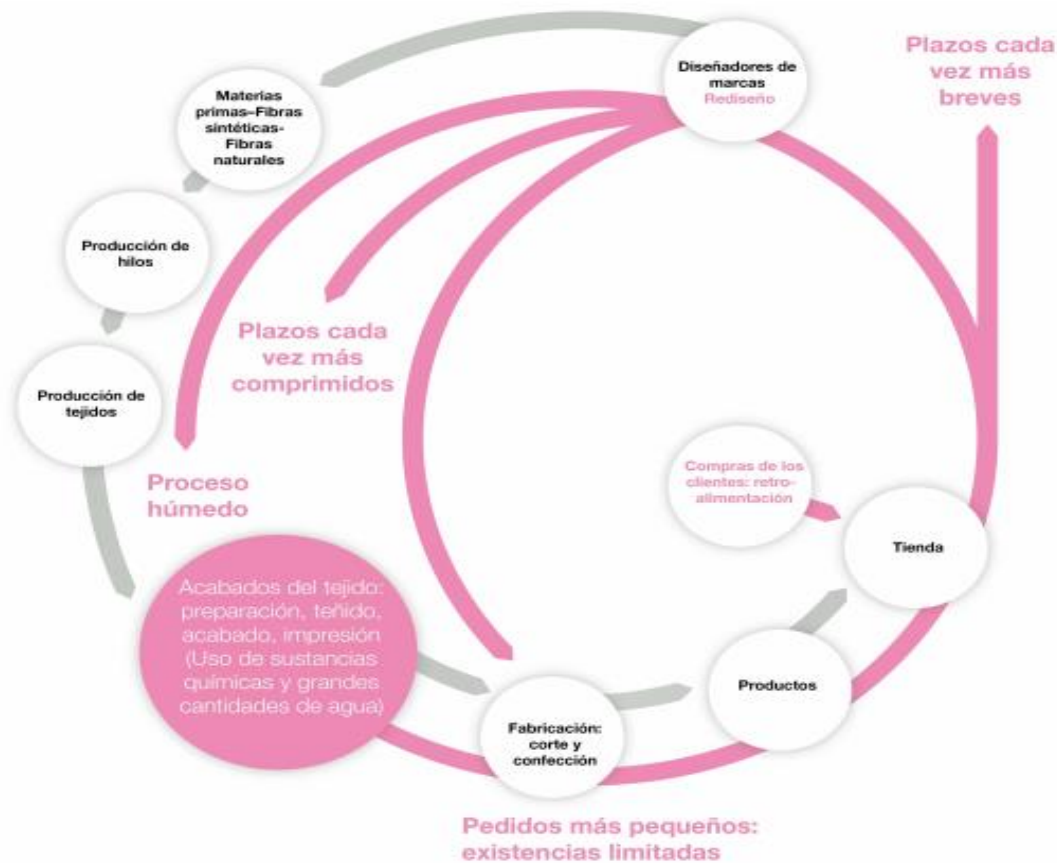 Diseñadores de
marcas
Rediseño
Plazos cada
vez más
breves
Materias
primas–Fibras
sintéticas-
Fibras
naturales
Producción de
hilos
Plazos cada
vez más
comprimidos
Producción de
tejidos
Proceso
húmedo
Compras de los
clientes: retro-
alimentación
Tienda
Acabados del tejido:
preparación, teñido,
acabado, impresión
(Uso de sustancias
químicas y grandes
cantidades de agua)
Productos
Fabricación:
corte y
confección
Pedidos más pequeños:
existencias limitadas